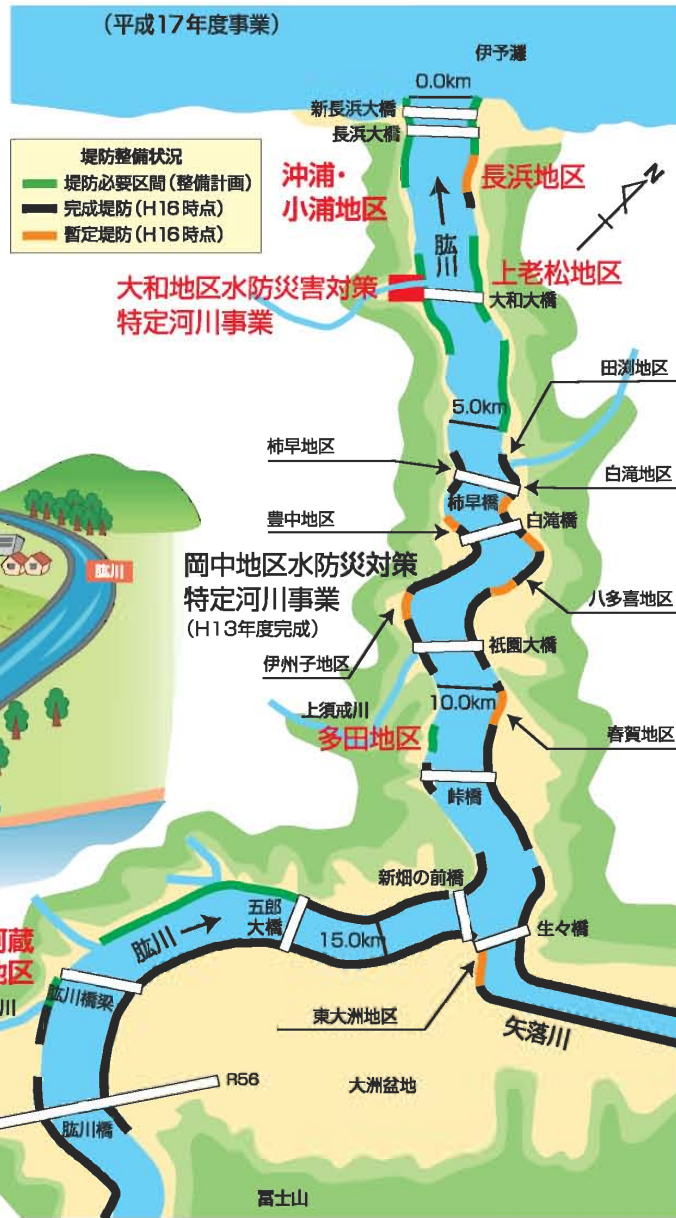 (平成17年度事業)
伊予灘
0.0km
新長浜大橋
長浜大橋
堤防整備状況
堤防必要区間(整備計画)
完成堤防(H16時点)
暫定堤防(H16時点)
沖浦・
小浦地区
長浜地区
肱川
N
上老松地区
大和地区水防災害対策
特定河川事業
大和大橋
田渕地区
5.0km
柿早地区
白滝地区
柿早橋
豊中地区
白滝橋
肱川
岡中地区水防災対策
特定河川事業
(H13年度完成)
八多喜地区
伊州子地区
祇園大橋
上須戒川
10.0km
多田地区
春賀地区
峠橋
新畑の前橋
五郎
大橋
肱川
15.0km
生々橋
蔵
地区
肱川橋梁
川
東大洲地区
矢落川
R56
大洲盆地
肱川橋
冨士山